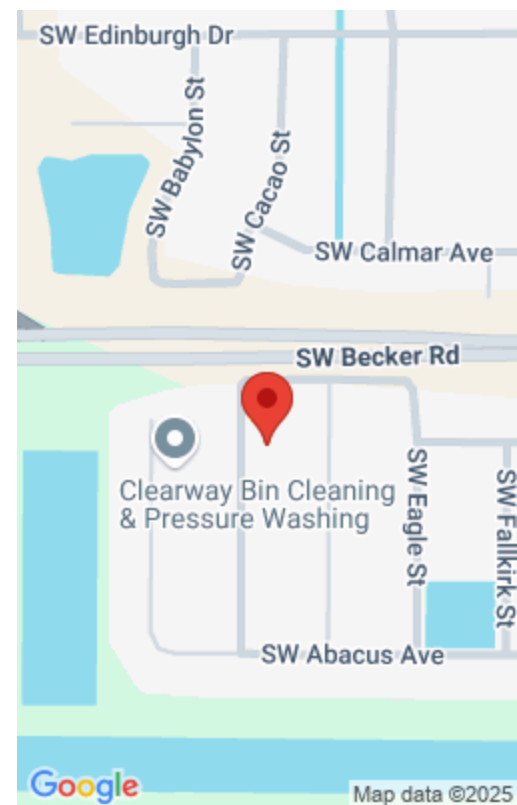 SW Edinburgh Dr
SW Babylon St
SW Cacao St
SW Calmar Ave
SW Becker Rd
Clearway Bin Cleaning
& Pressure Washing
SW Eagle St
SW Fallkirk St
SW Abacus Ave
Google
Map data ©2025